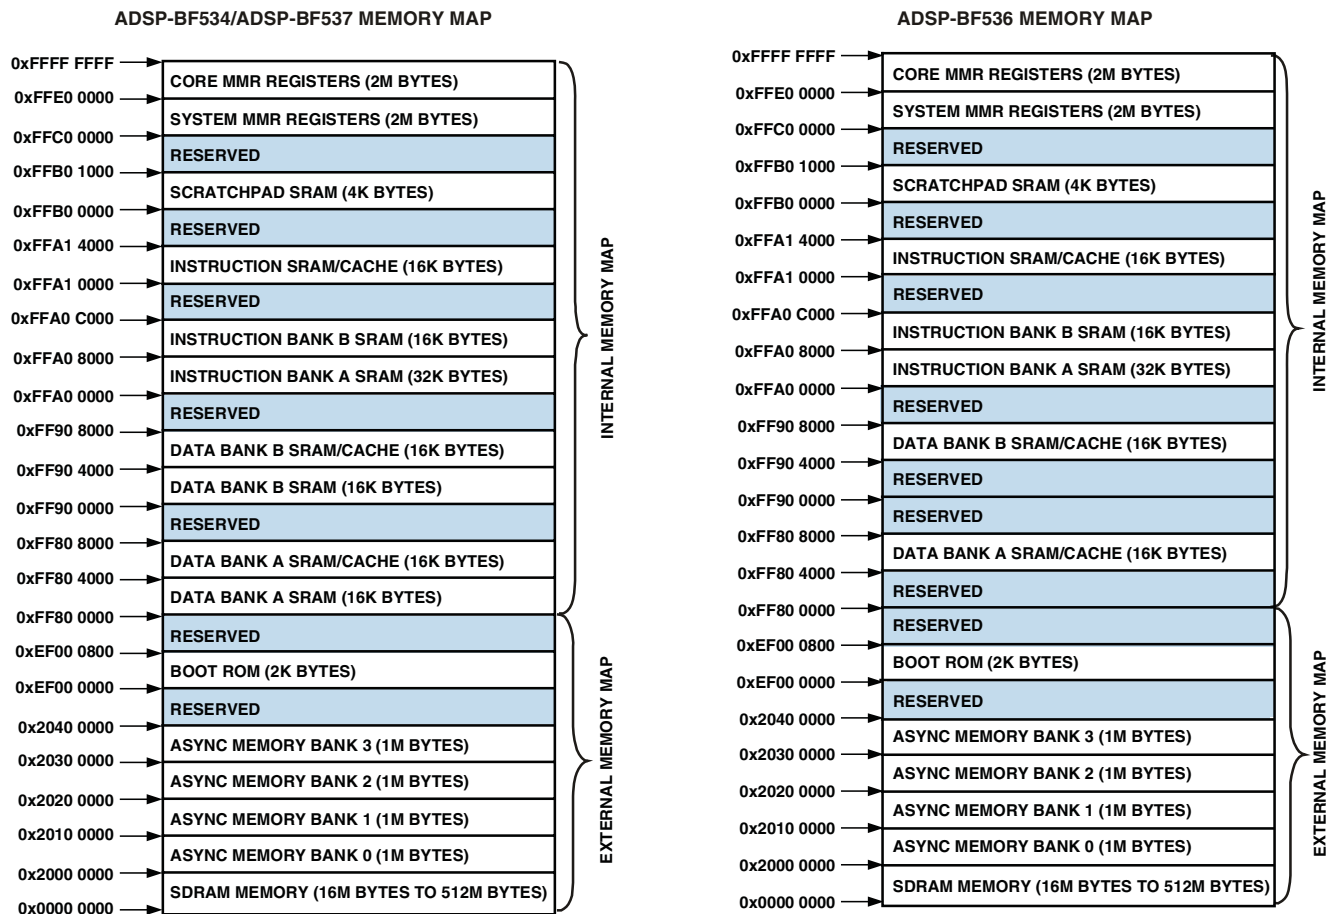 ADSP-BF534/ADSP-BF537 MEMORY MAP
0xFFFF FFFF
CORE MMR REGISTERS (2M BYTES)
0xFFE0 0000
SYSTEM MMR REGISTERS (2M BYTES)
0xFFC0 0000
RESERVED
0xFFB0 1000
SCRATCHPAD SRAM (4K BYTES)
0xFFB0 0000
RESERVED
0xFFA1 4000
INSTRUCTION SRAM/CACHE (16K BYTES)
0xFFA1 0000
RESERVED
0xFFA0 C000
INSTRUCTION BANK B SRAM (16K BYTES)
0xFFA0 8000
INSTRUCTION BANK A SRAM (32K BYTES)
0xFFA0 0000
RESERVED
0xFF90 8000
DATA BANK B SRAM/CACHE (16K BYTES)
0xFF90 4000
DATA BANK B SRAM (16K BYTES)
0xFF90 0000
RESERVED
0xFF80 8000
DATA BANK A SRAM/CACHE (16K BYTES)
0xFF80 4000
DATA BANK A SRAM (16K BYTES)
0xFF80 0000
RESERVED
0xEF00 0800
BOOT ROM (2K BYTES)
0xEF00 0000
RESERVED
0x2040 0000
ASYNC MEMORY BANK 3 (1M BYTES)
0x2030 0000
ASYNC MEMORY BANK 2 (1M BYTES)
0x2020 0000
ASYNC MEMORY BANK 1 (1M BYTES)
0x2010 0000
ASYNC MEMORY BANK 0 (1M BYTES)
0x2000 0000
SDRAM MEMORY (16M BYTES TO 512M BYTES)
0x0000 0000
INTERNAL MEMORY MAP
EXTERNAL MEMORY MAP
ADSP-BF536 MEMORY MAP
0xFFFF FFFF
CORE MMR REGISTERS (2M BYTES)
0xFFE0 0000
SYSTEM MMR REGISTERS (2M BYTES)
0xFFC0 0000
RESERVED
0xFFB0 1000
SCRATCHPAD SRAM (4K BYTES)
0xFFB0 0000
RESERVED
0xFFA1 4000
INSTRUCTION SRAM/CACHE (16K BYTES)
0xFFA1 0000
RESERVED
0xFFA0 C000
INSTRUCTION BANK B SRAM (16K BYTES)
0xFFA0 8000
INSTRUCTION BANK A SRAM (32K BYTES)
0xFFA0 0000
RESERVED
0xFF90 8000
DATA BANK B SRAM/CACHE (16K BYTES)
0xFF90 4000
RESERVED
0xFF90 0000
RESERVED
0xFF80 8000
DATA BANK A SRAM/CACHE (16K BYTES)
0xFF80 4000
RESERVED
0xFF80 0000
RESERVED
0xEF00 0800
BOOT ROM (2K BYTES)
0xEF00 0000
RESERVED
0x2040 0000
ASYNC MEMORY BANK 3 (1M BYTES)
0x2030 0000
ASYNC MEMORY BANK 2 (1M BYTES)
0x2020 0000
ASYNC MEMORY BANK 1 (1M BYTES)
0x2010 0000
ASYNC MEMORY BANK 0 (1M BYTES)
0x2000 0000
SDRAM MEMORY (16M BYTES TO 512M BYTES)
0x0000 0000
INTERNAL MEMORY MAP
EXTERNAL MEMORY MAP